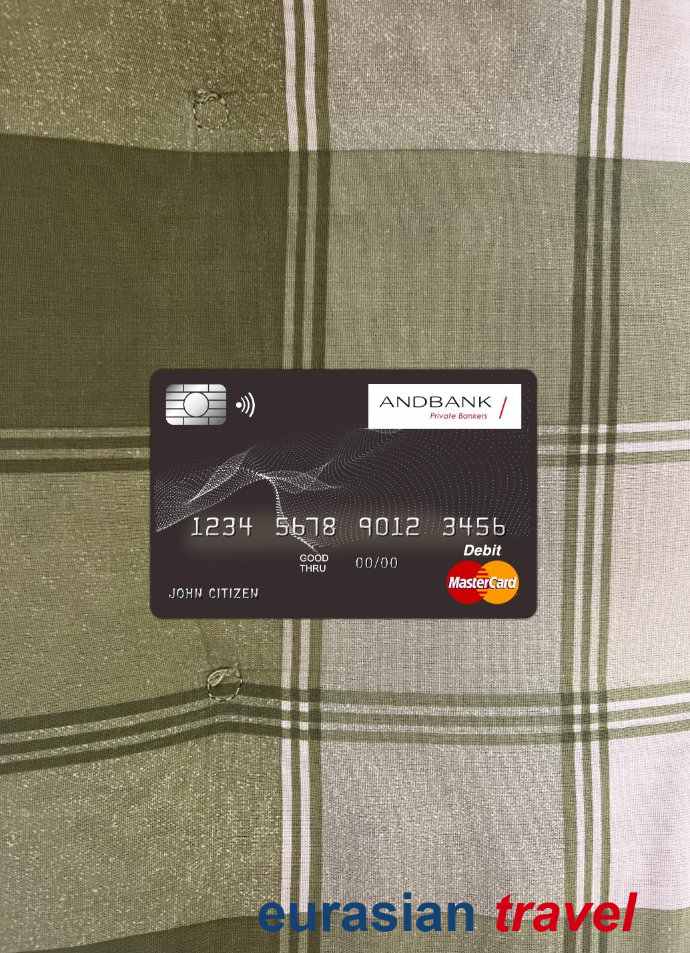 ANDBANK
Private Bankers
1234 5678 9012 3456
Debit
GOOD
THRU
00/00
MasterCard
JOHN CITIZEN
eurasian travel